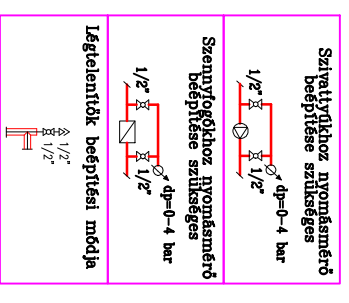 Szivattyúkhoz nyomásmérő
beépítése szükséges
1/2"
1/2"
dp=0-4 bar
Szennyfogókhoz nyomásmérő
beépítése szükséges
1/2"
1/2"
dp=0-4 bar
Légtelenítők beépítési módja
1/2"
1/2"